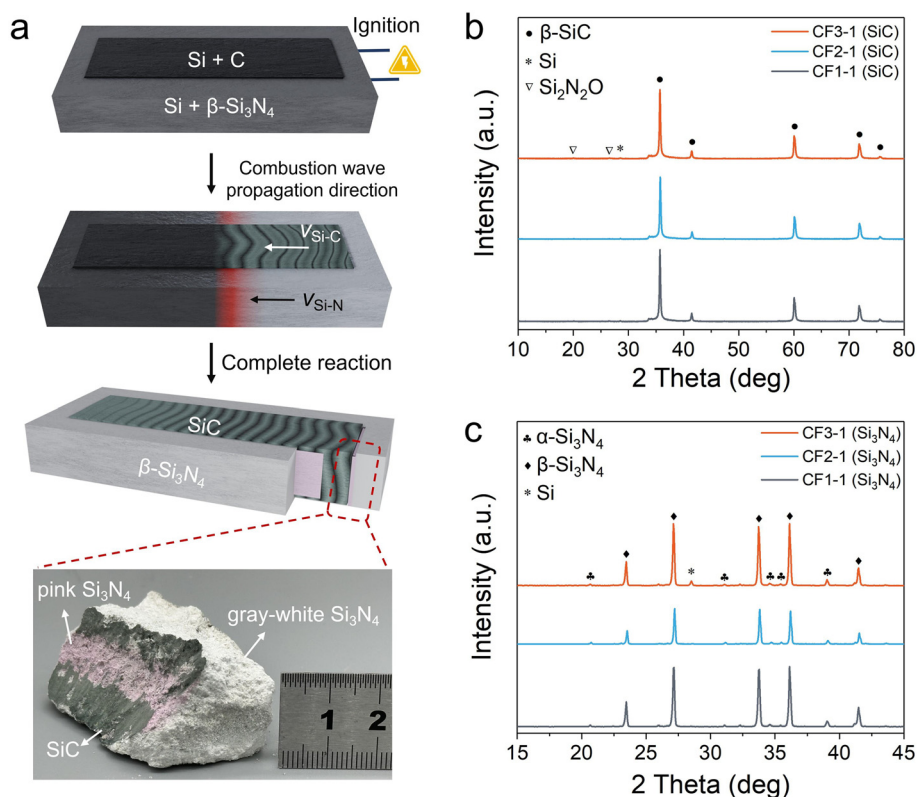 a
Ignition
Si + C
Si + β-Si₃N₄
Combustion wave
propagation direction
vSi-C
vSi-N
Complete reaction
SiC
β-Si₃N₄
pink Si₃N₄
gray-white Si₃N₄
SiC
1 2
b
● β-SiC
* Si
▽ Si₂N₂O
CF3-1 (SiC)
CF2-1 (SiC)
CF1-1 (SiC)
Intensity (a.u.)
10 20 30 40 50 60 70 80
2 Theta (deg)
c
♣ α-Si₃N₄
♦ β-Si₃N₄
* Si
CF3-1 (Si₃N₄)
CF2-1 (Si₃N₄)
CF1-1 (Si₃N₄)
Intensity (a.u.)
15 20 25 30 35 40 45
2 Theta (deg)